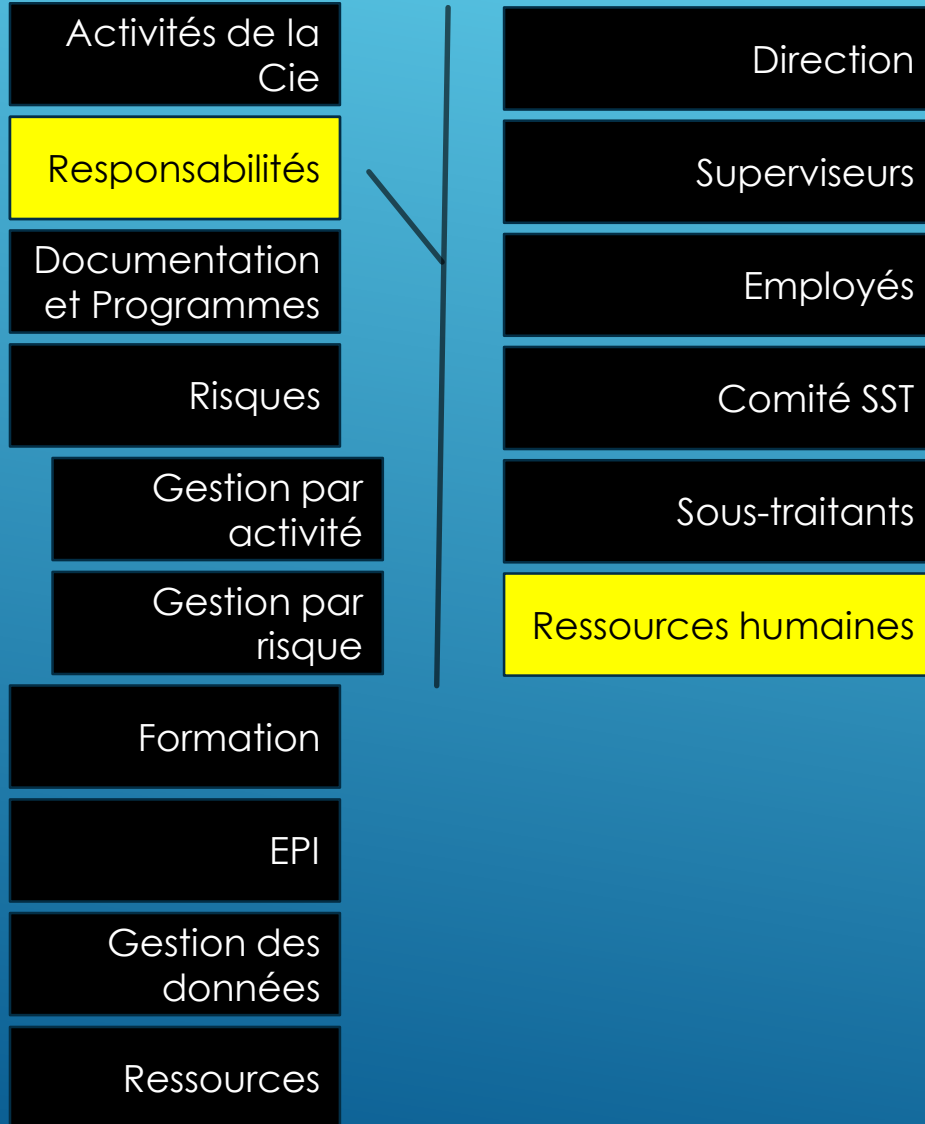 Activités de la
Cie
Responsabilités
Documentation
et Programmes
Risques
Gestion par
activité
Gestion par
risque
Formation
EPI
Gestion des
données
Ressources
Direction
Superviseurs
Employés
Comité SST
Sous-traitants
Ressources humaines